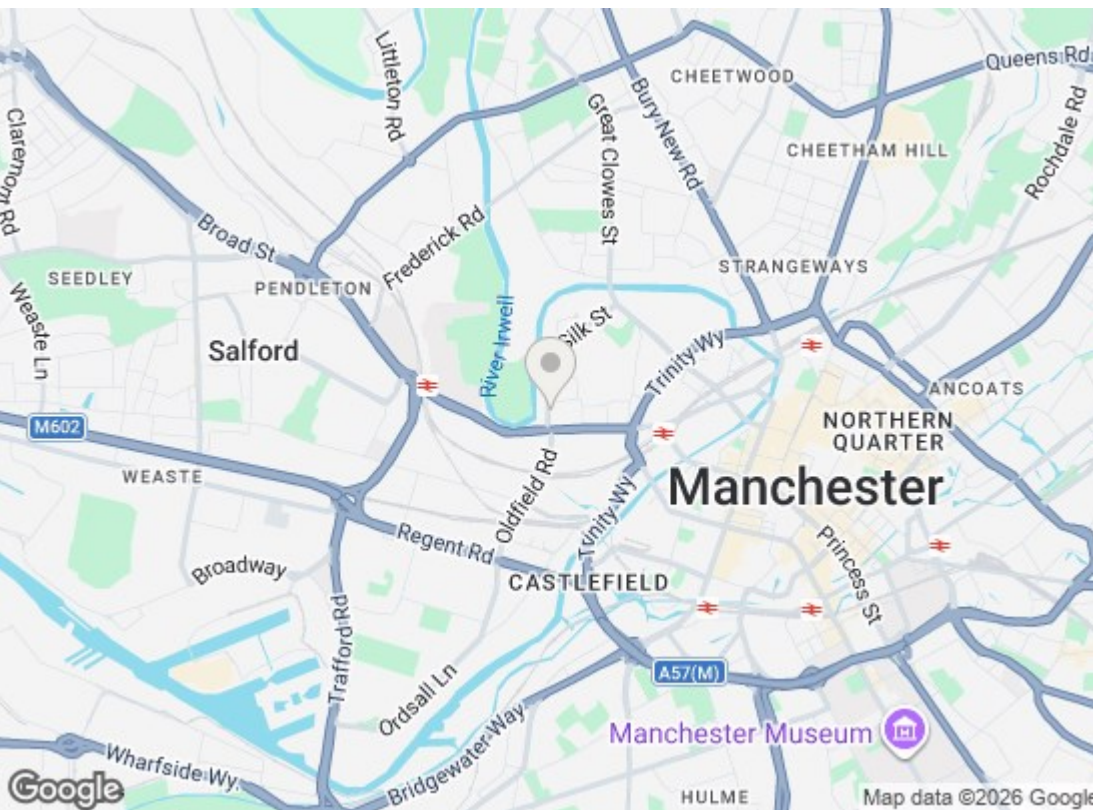 Littleton Rd
CHEETWOOD
Queens Rd
Claremont Rd
Great Clowes St
Bury New Rd
CHEETHAM HILL
Rochdale Rd
Broad St
Frederick Rd
SEEDLEY
PENDLETON
STRANGEWAYS
Weaste Ln
River Irwell
Silk St
Salford
Trinity Wy
ANCOATS
M602
NORTHERN
QUARTER
WEASTE
Oldfield Rd
Manchester
Trinity Wy
Regent Rd
Princess St
Broadway
CASTLEFIELD
Trafford Rd
A57(M)
Ordsall Ln
Manchester Museum
Bridgewater Way
Wharfside Wy.
Google
HULME
Map data ©2026 Google